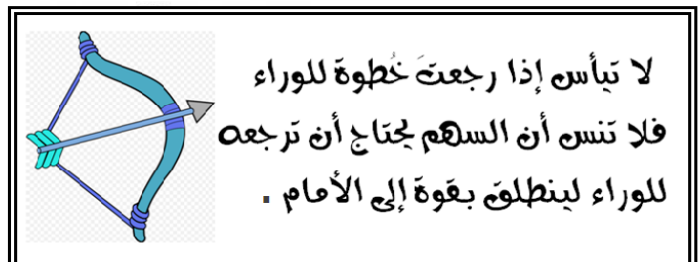 لا تيأس إذا رجعتَ خُطوة للوراء
فلا تنس أن السهم يحتاج أن ترجعه
للوراء لينطلق بقوة إلى الأمام .